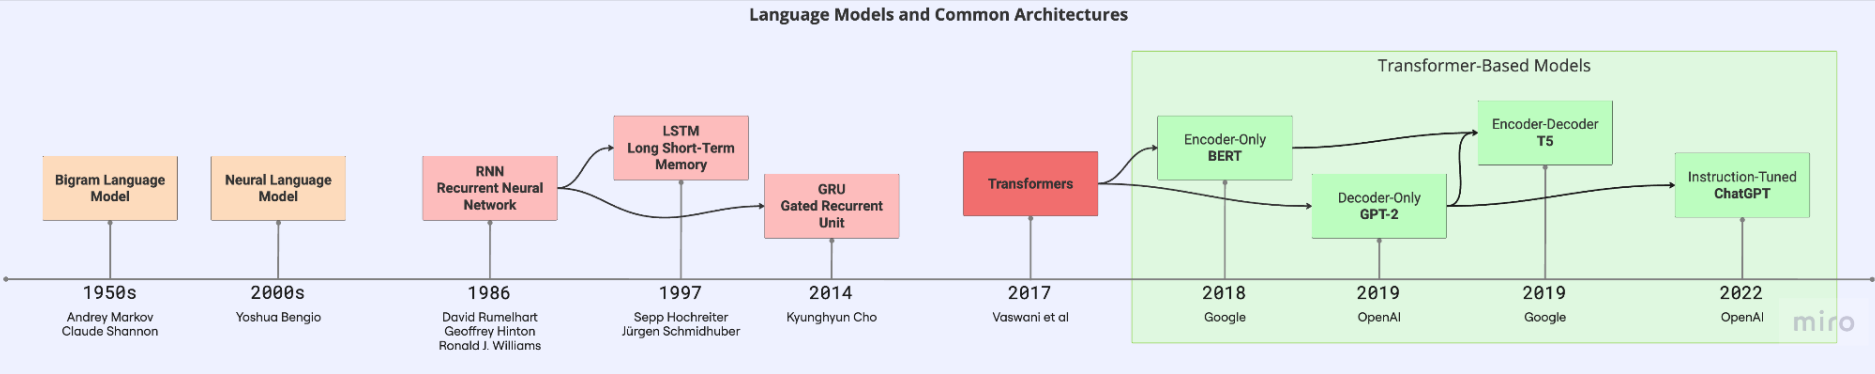 Language Models and Common Architectures
Transformer-Based Models
Bigram Language
Model
Neural Language
Model
RNN
Recurrent Neural
Network
LSTM
Long Short-Term
Memory
GRU
Gated Recurrent
Unit
Transformers
Encoder-Only
BERT
Decoder-Only
GPT-2
Encoder-Decoder
T5
Instruction-Tuned
ChatGPT
1950s
Andrey Markov
Claude Shannon
2000s
Yoshua Bengio
1986
David Rumelhart
Geoffrey Hinton
Ronald J. Williams
1997
Sepp Hochreiter
Jürgen Schmidhuber
2014
Kyunghyun Cho
2017
Vaswani et al
2018
Google
2019
OpenAI
2019
Google
2022
OpenAI
miro